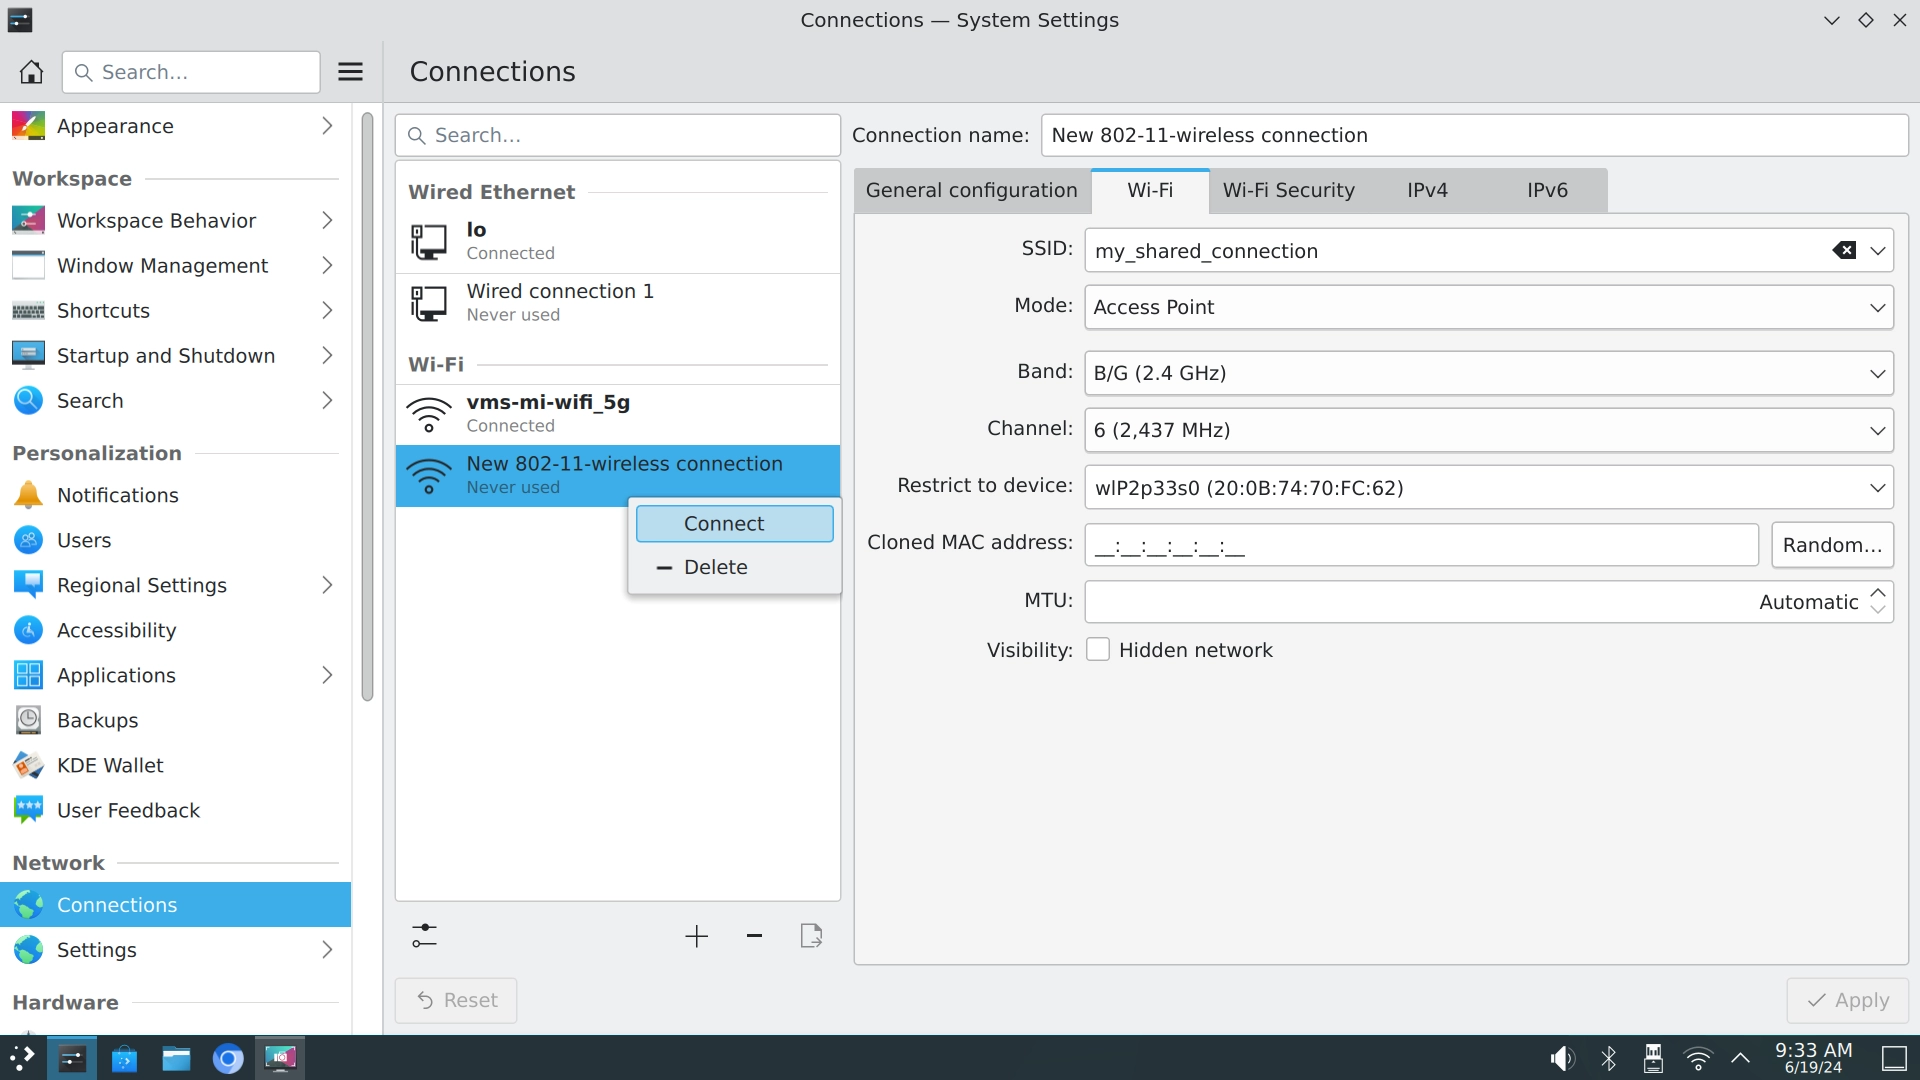 Connections — System Settings
Search...
Connections
Appearance
Workspace
Workspace Behavior
Window Management
Shortcuts
Startup and Shutdown
Search
Personalization
Notifications
Users
Regional Settings
Accessibility
Applications
Backups
KDE Wallet
User Feedback
Network
Connections
Settings
Hardware
Search...
Wired Ethernet
lo
Connected
Wired connection 1
Never used
Wi-Fi
vms-mi-wifi_5g
Connected
New 802-11-wireless connection
Never used
Connect
Delete
Reset
Connection name: New 802-11-wireless connection
General configuration Wi-Fi Wi-Fi Security IPv4 IPv6
SSID: my_shared_connection
Mode: Access Point
Band: B/G (2.4 GHz)
Channel: 6 (2,437 MHz)
Restrict to device: wlP2p33s0 (20:0B:74:70:FC:62)
Cloned MAC address: __:__:__:__:__:__ Random...
MTU: Automatic
Visibility: Hidden network
Apply
9:33 AM
6/19/24